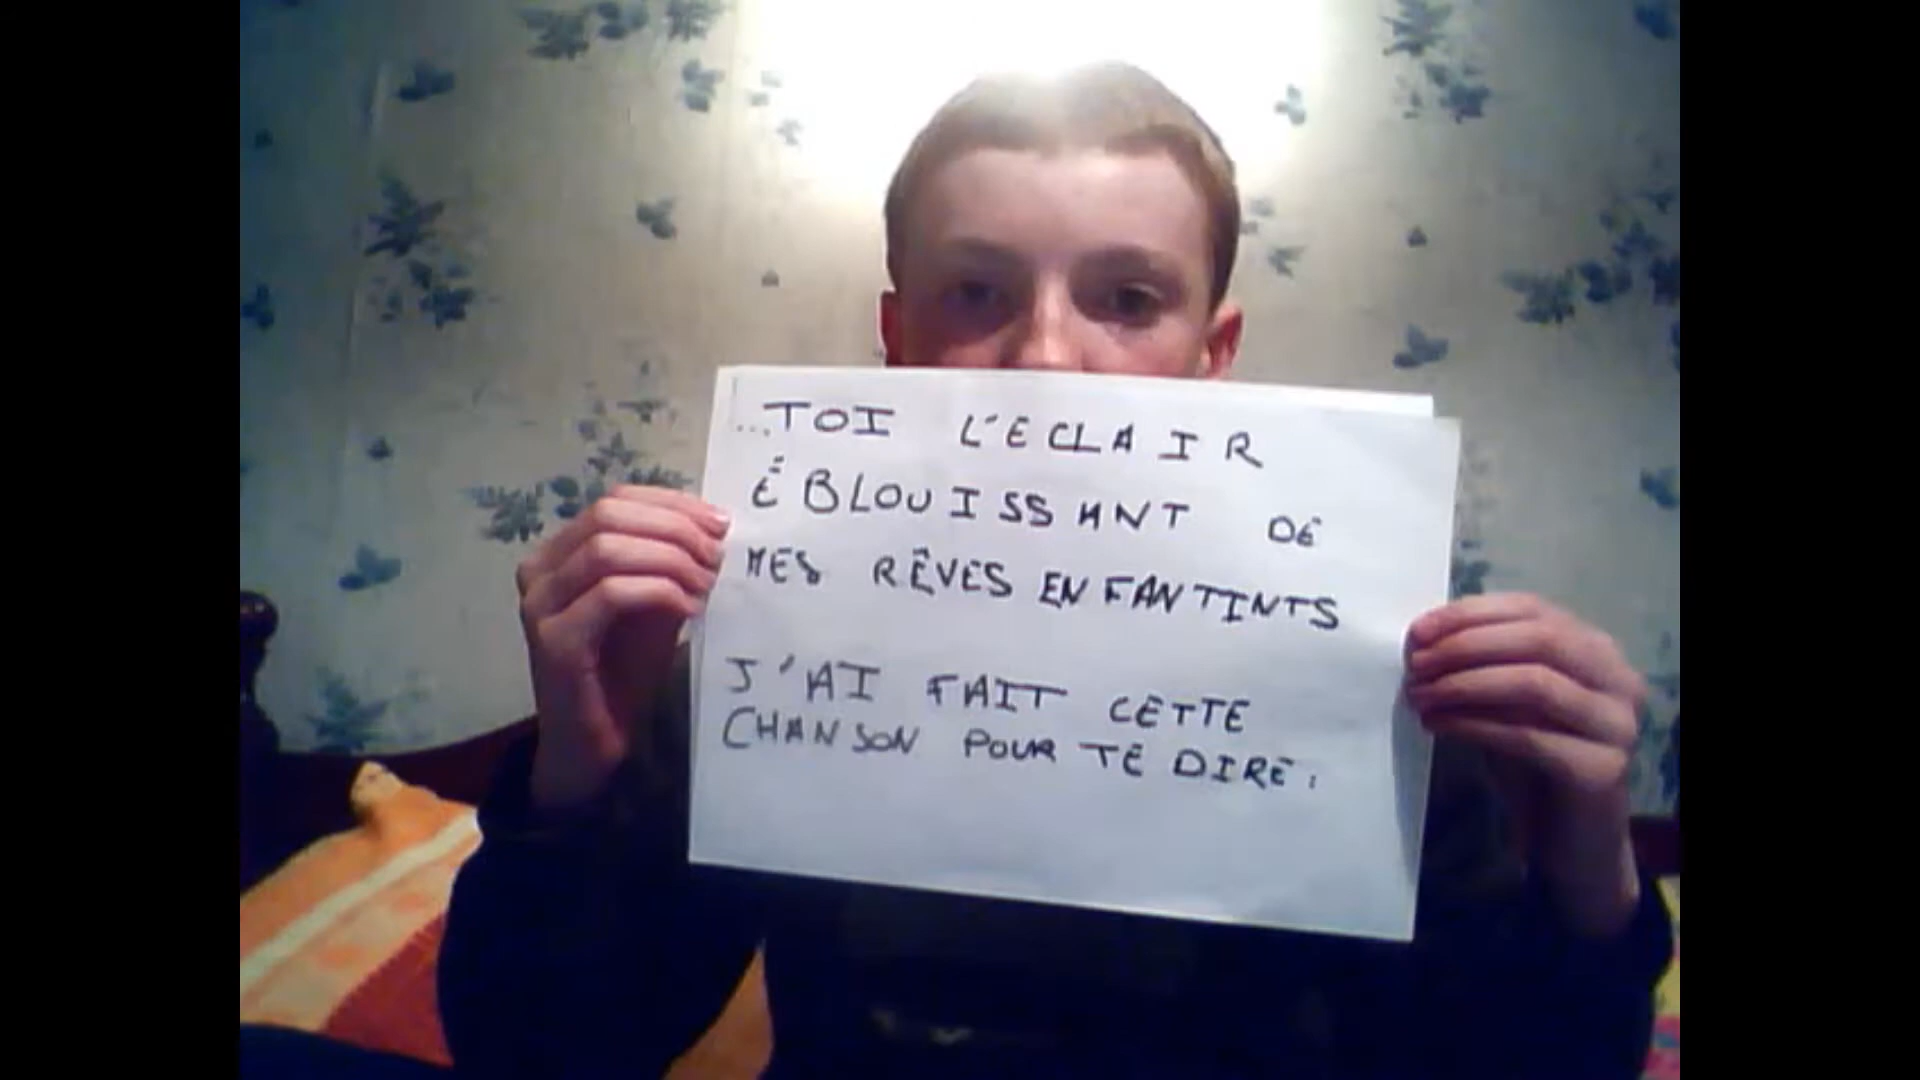 ...TOI L'ECLAIR
ÉBLOUISSANT DE
MES RÊVES ENFANTINTS
J'AI FAIT CETTE
CHANSON POUR TE DIRE: